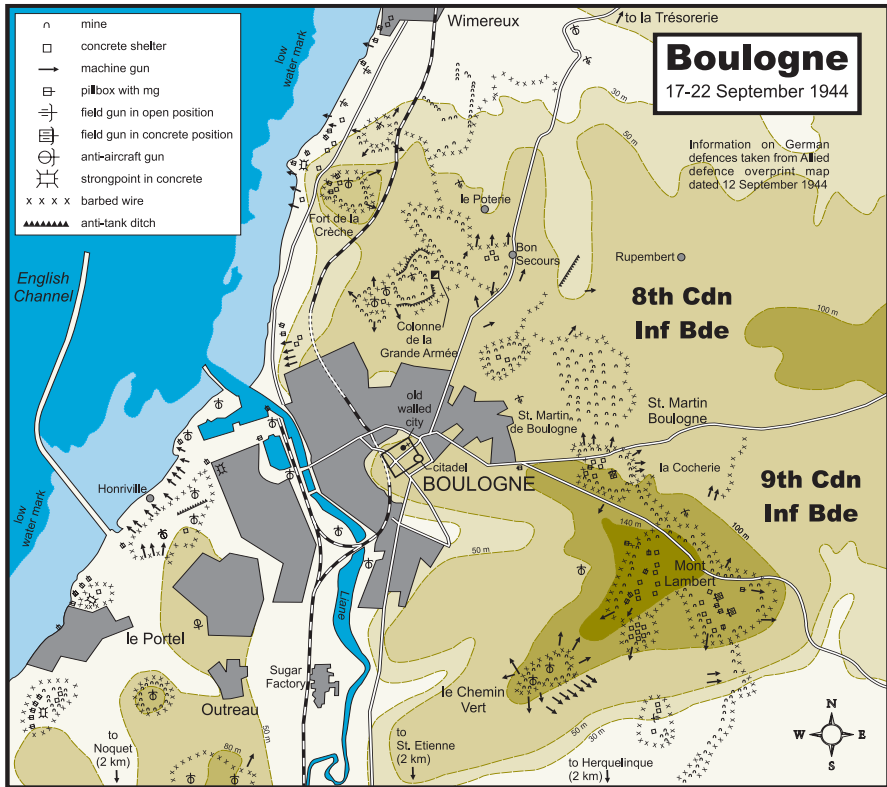 mine
concrete shelter
machine gun
pillbox with mg
field gun in open position
field gun in concrete position
anti-aircraft gun
strongpoint in concrete
barbed wire
anti-tank ditch
Boulogne
17-22 September 1944
Information on German
defences taken from Allied
defence overprint map
dated 12 September 1944
Wimereux
to la Trésorerie
low
water mark
30 m
50 m
le Poterie
Fort de la
Crèche
Bon
Secours
Rupembert
English
Channel
8th Cdn
Inf Bde
100 m
Colonne
de la
Grande Armée
old
walled
city
St. Martin
de Boulogne
St. Martin
Boulogne
citadel
BOULOGNE
la Cocherie
9th Cdn
Inf Bde
Honriville
low
water mark
140 m
100 m
50 m
Mont
Lambert
Liane
le Portel
Sugar
Factory
le Chemin
Vert
Outreau
50 m
80 m
to
Noquet
(2 km)
to
St. Etienne
(2 km)
50 m
30 m
to Herquelinque
(2 km)
N
W E
S